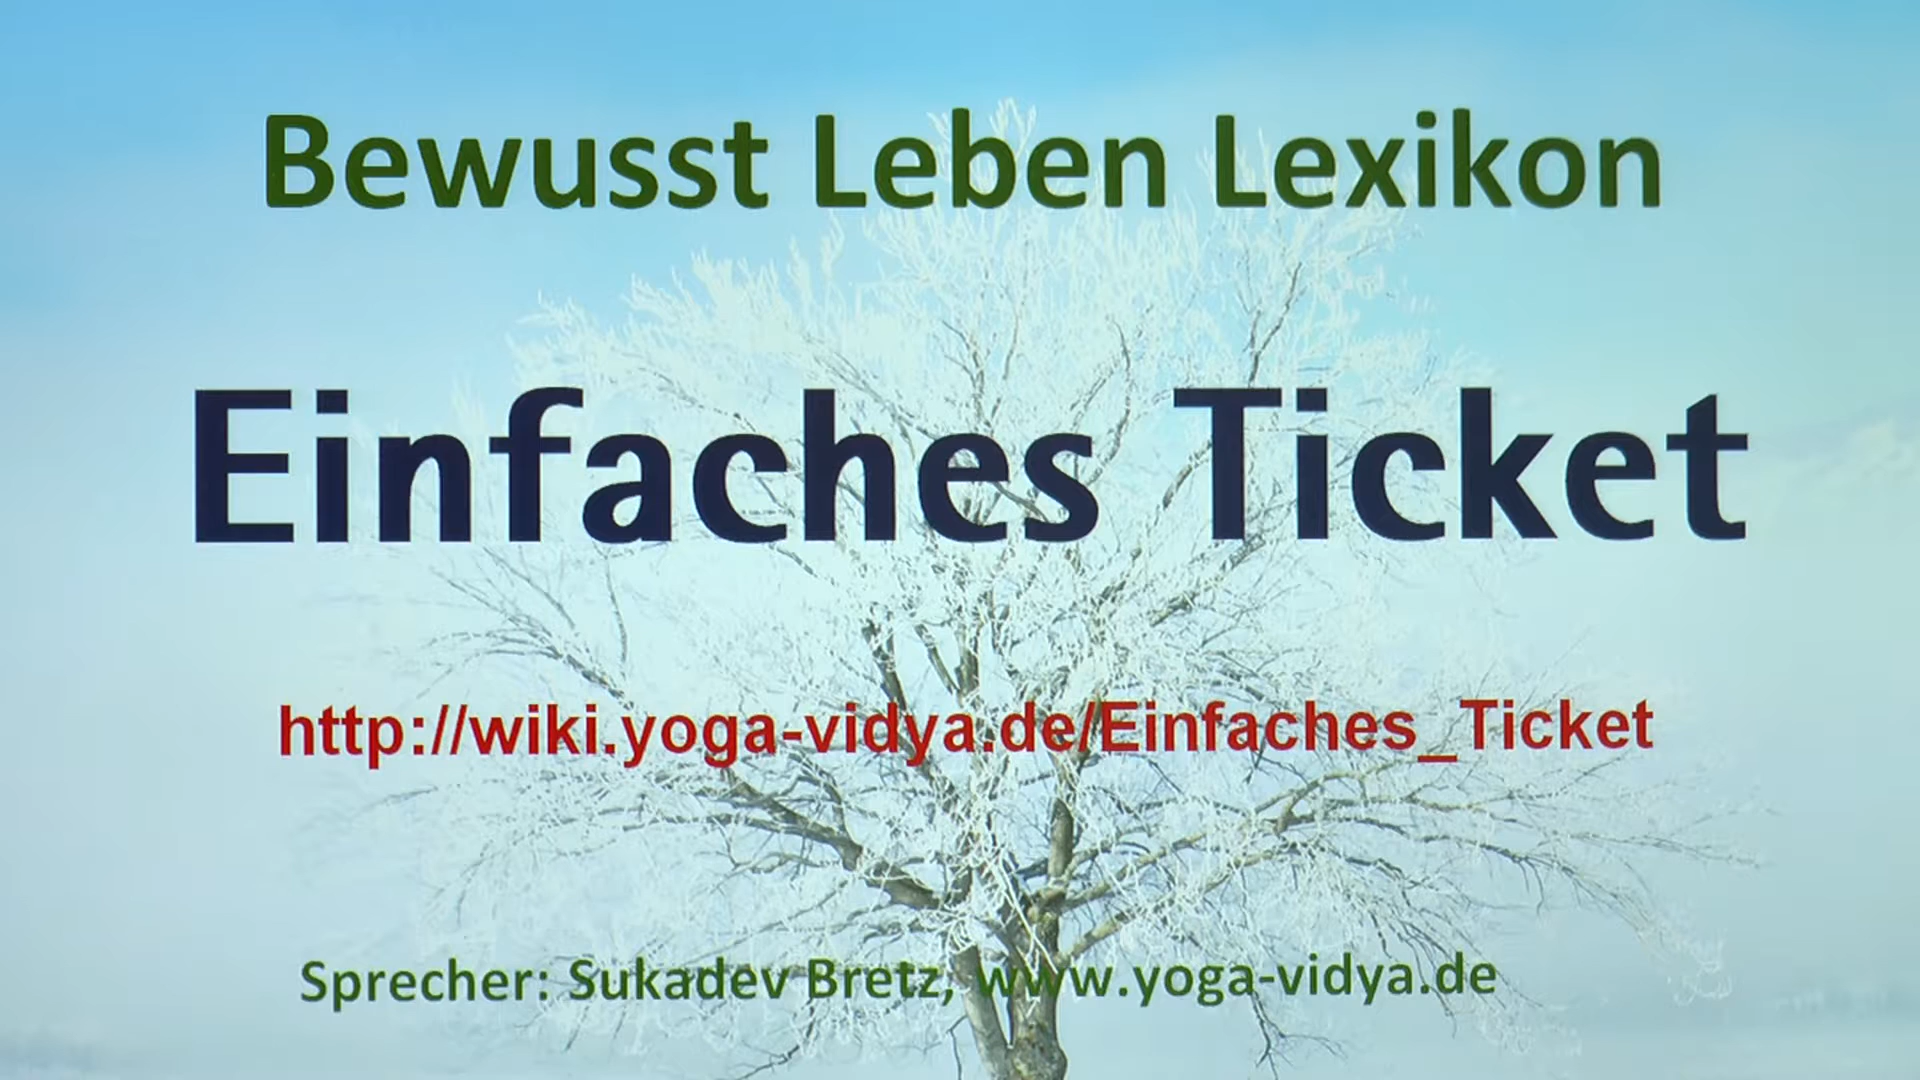 Bewusst Leben Lexikon
Einfaches Ticket
http://wiki.yoga-vidya.de/Einfaches_Ticket
Sprecher: Sukadev Bretz, www.yoga-vidya.de